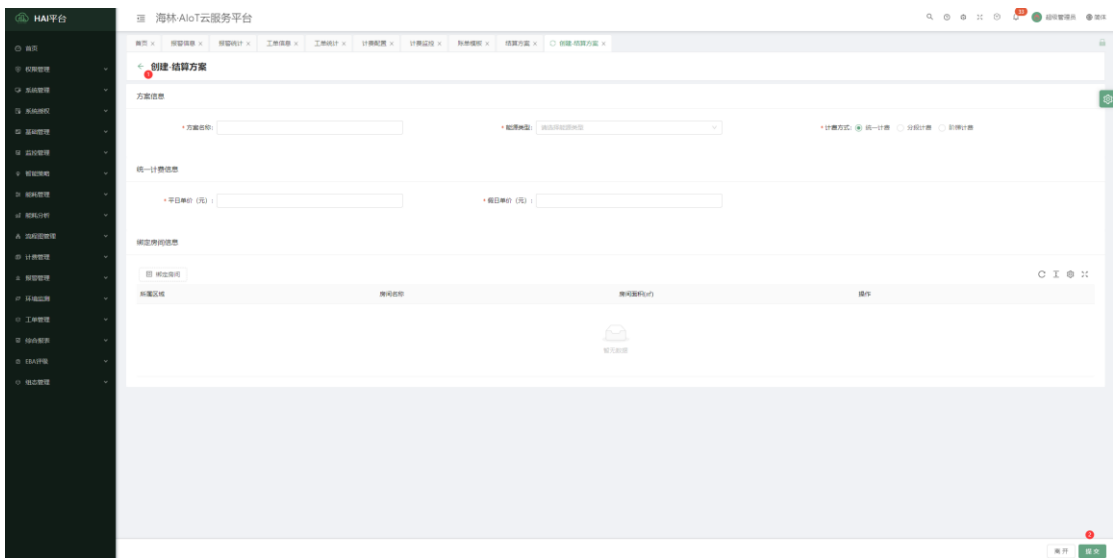 HAI平台
海林·AIoT云服务平台
超级管理员
简体
首页
报警信息
报警统计
工单信息
工单统计
计费配置
计费监控
账单模板
结算方案
创建-结算方案
首页
权限管理
系统管理
系统授权
基础管理
监控管理
智能策略
能耗管理
能耗分析
计费管理
报警管理
环境监测
工单管理
综合报表
EBA评级
组态管理
创建-结算方案
1
方案信息
* 方案名称:
* 能源类型: 请选择能源类型
* 计费方式: 统一计费 分段计费 阶梯计费
统一计费信息
* 平日单价（元）:
* 假日单价（元）:
绑定房间信息
绑定房间
所属区域 房间名称 房间面积(㎡) 操作
暂无数据
2
离开 提交